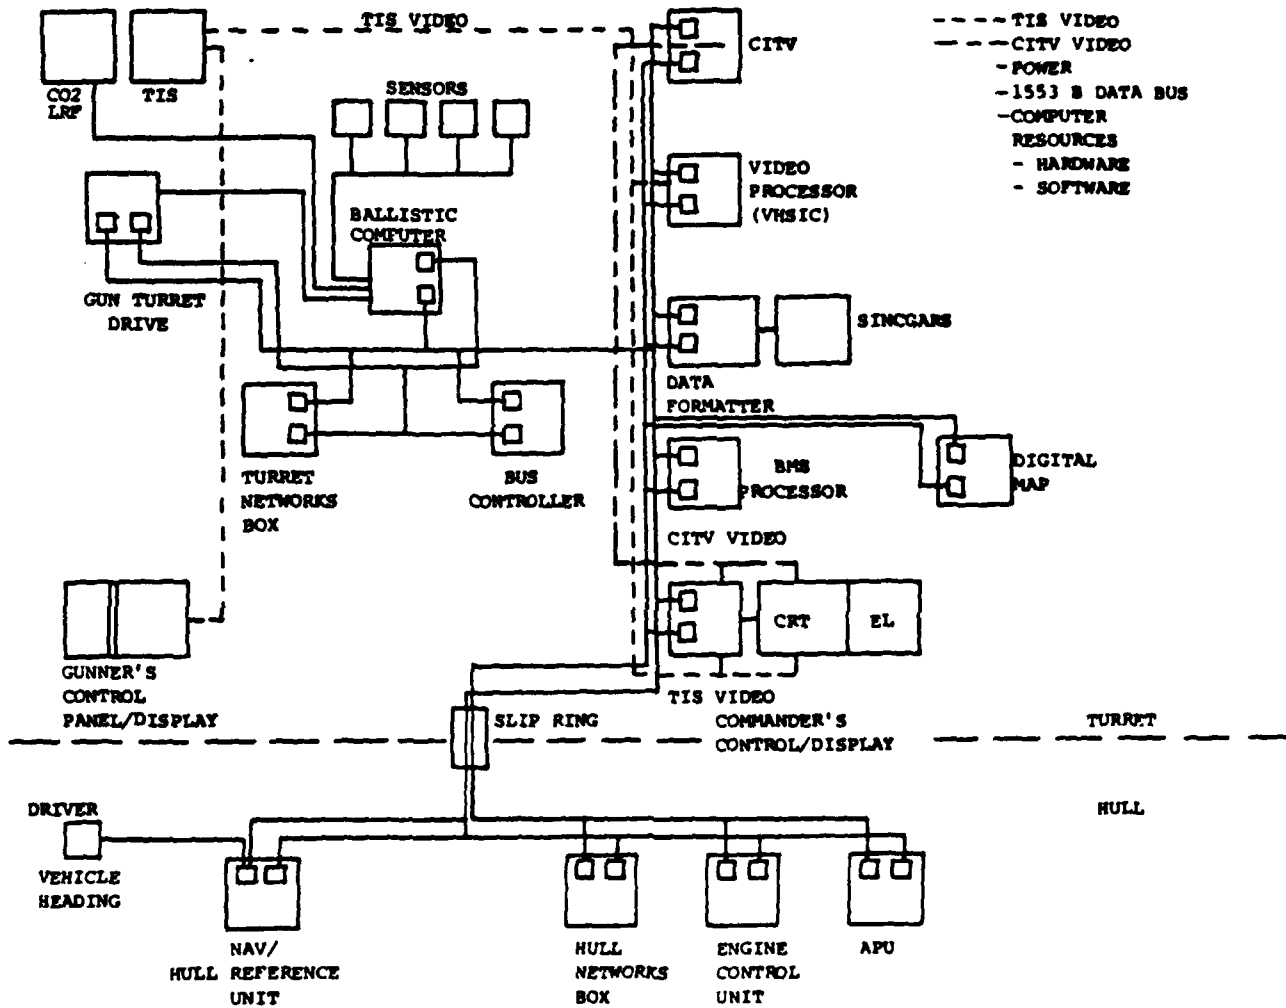 TIS VIDEO
CO2
LRF
TIS
SENSORS
CITV
- - - - - TIS VIDEO
— — — CITV VIDEO
- POWER
-1553 B DATA BUS
-COMPUTER
RESOURCES
- HARDWARE
- SOFTWARE
VIDEO
PROCESSOR
(VHSIC)
BALLISTIC
COMPUTER
GUN TURRET
DRIVE
SINCGARS
DATA
FORMATTER
TURRET
NETWORKS
BOX
BUS
CONTROLLER
BMS
PROCESSOR
DIGITAL
MAP
CITV VIDEO
CRT
EL
GUNNER'S
CONTROL
PANEL/DISPLAY
TIS VIDEO
COMMANDER'S
CONTROL/DISPLAY
SLIP RING
TURRET
HULL
DRIVER
VEHICLE
HEADING
NAV/
HULL REFERENCE
UNIT
HULL
NETWORKS
BOX
ENGINE
CONTROL
UNIT
APU